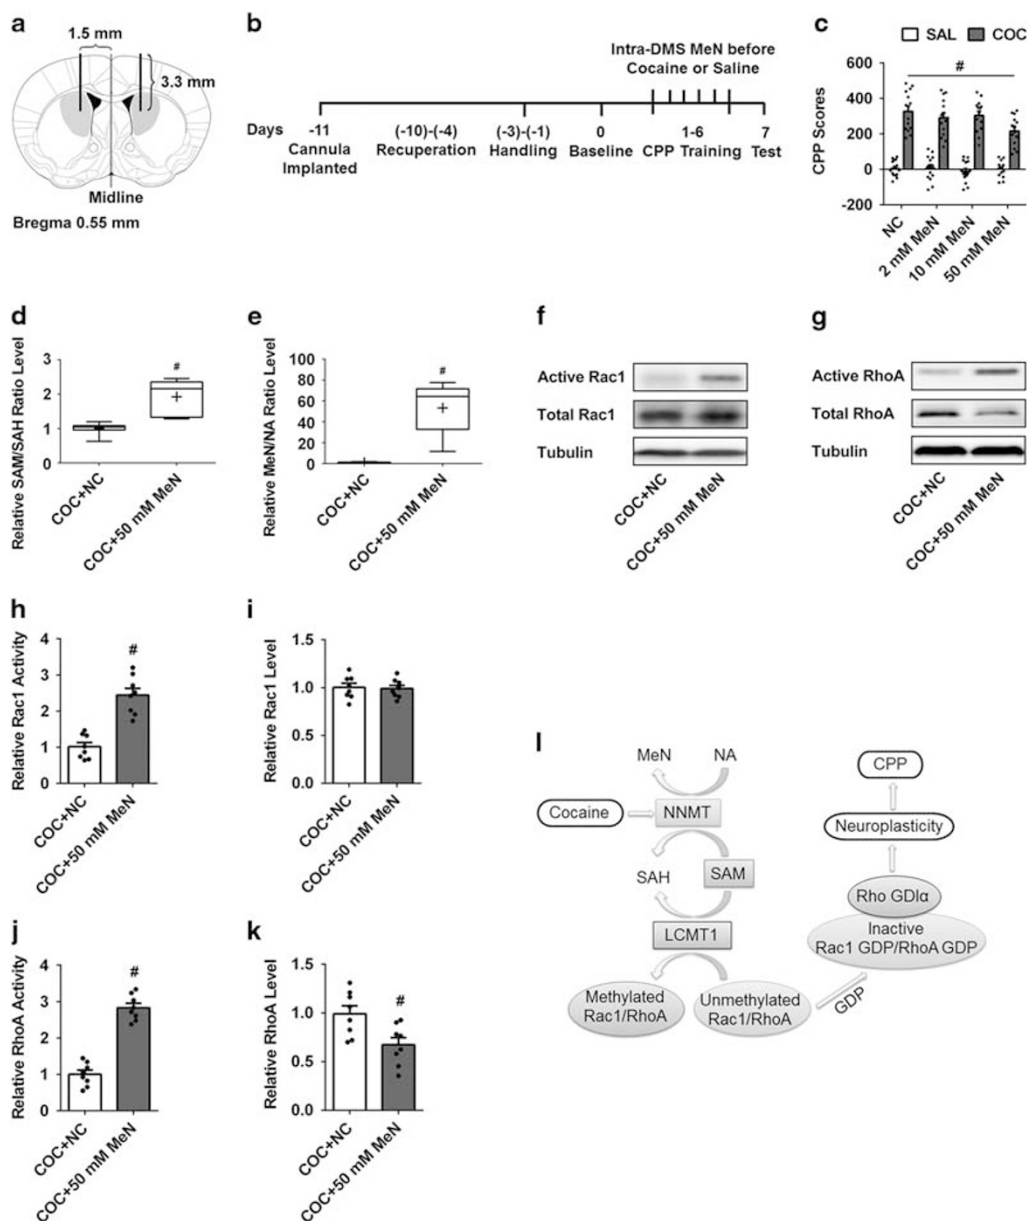 a
1.5 mm
3.3 mm
Midline
Bregma 0.55 mm
b
Intra-DMS MeN before
Cocaine or Saline
Days -11 (-10)-(-4) (-3)-(-1) 0 1-6 7
Cannula Recuperation Handling Baseline CPP Training Test
Implanted
c
SAL COC
#
CPP Scores
600
400
200
0
-200
NC
2 mM MeN
10 mM MeN
50 mM MeN
d
Relative SAM/SAH Ratio Level
3
2
1
0
#
COC+NC
COC+50 mM MeN
e
Relative MeN/NA Ratio Level
100
80
60
40
20
0
#
COC+NC
COC+50 mM MeN
f
Active Rac1
Total Rac1
Tubulin
COC+NC
COC+50 mM MeN
g
Active RhoA
Total RhoA
Tubulin
COC+NC
COC+50 mM MeN
h
Relative Rac1 Activity
4
3
2
1
0
#
COC+NC
COC+50 mM MeN
i
Relative Rac1 Level
1.5
1.0
0.5
0.0
COC+NC
COC+50 mM MeN
j
Relative RhoA Activity
4
3
2
1
0
#
COC+NC
COC+50 mM MeN
k
Relative RhoA Level
1.5
1.0
0.5
0.0
#
COC+NC
COC+50 mM MeN
l
MeN NA
Cocaine
NNMT
SAH SAM
LCMT1
Methylated
Rac1/RhoA
Unmethylated
Rac1/RhoA
GDP
CPP
Neuroplasticity
Rho GDIα
Inactive
Rac1 GDP/RhoA GDP